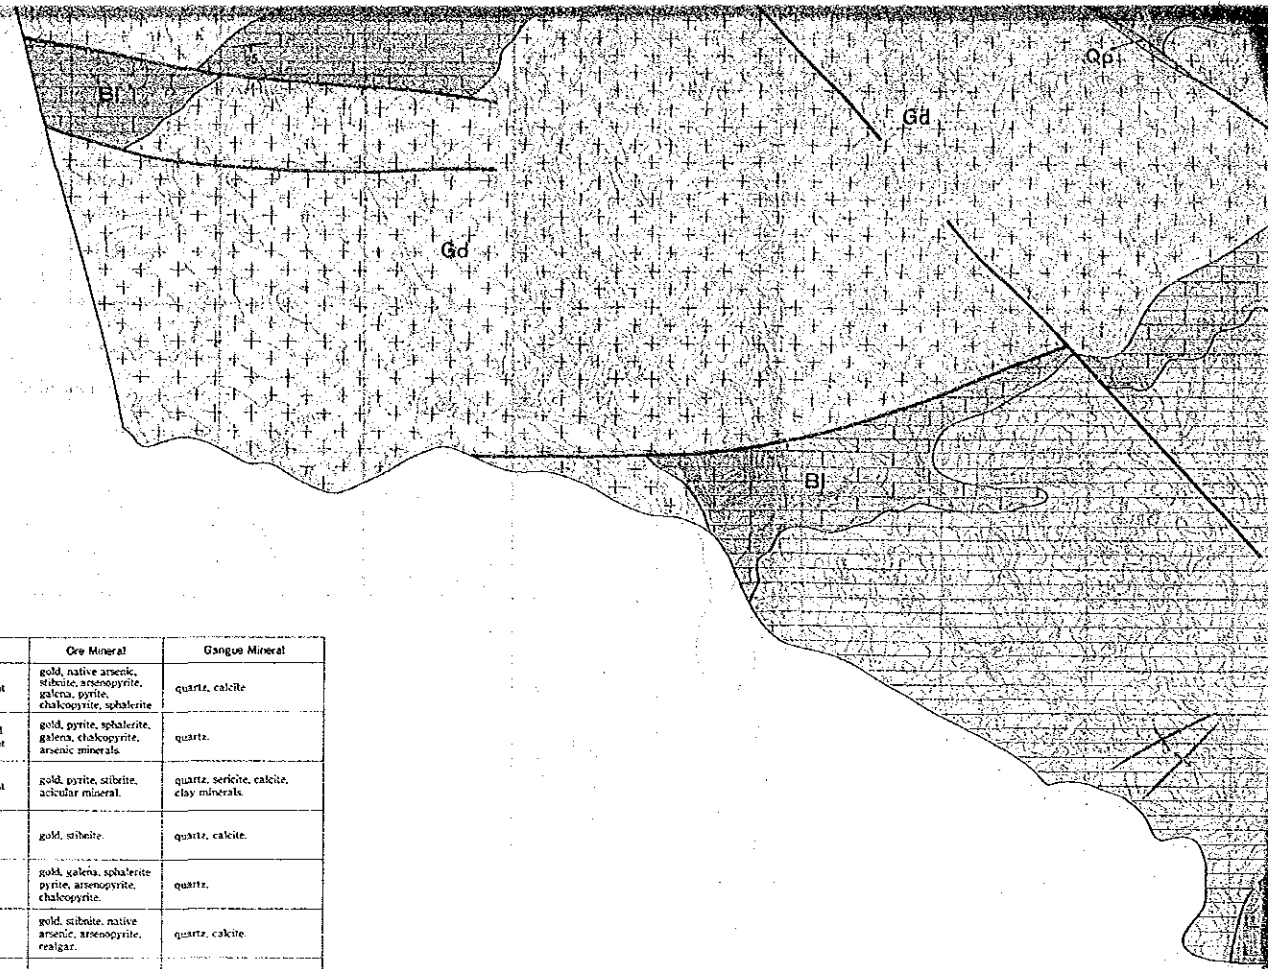 Qp
Gd
Gd
Bl
Bl
Ore Mineral
Gangue Mineral
gold, native arsenic,
stibnite, arsenopyrite,
galena, pyrite,
chalcopyrite, sphalerite
quartz, calcite
gold, pyrite, sphalerite,
galena, chalcopyrite,
arsenic minerals.
quartz.
gold, pyrite, stibnite,
acicular mineral.
quartz, sericite, calcite,
clay minerals.
gold, stibnite.
quartz, calcite.
gold, galena, sphalerite
pyrite, arsenopyrite,
chalcopyrite.
quartz.
gold, stibnite, native
arsenic, arsenopyrite,
realgar.
quartz, calcite.